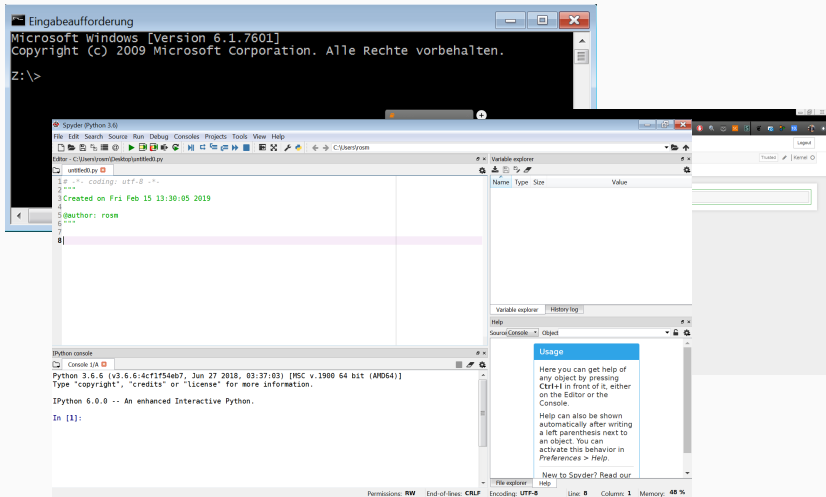 Eingabeaufforderung
Microsoft Windows [Version 6.1.7601]
Copyright (c) 2009 Microsoft Corporation. Alle Rechte vorbehalten.
Z:\>
Spyder (Python 3.6)
File Edit Search Source Run Debug Consoles Projects Tools View Help
C:\Users\rosm
Editor - C:\Users\rosm\Desktop\untitled0.py
untitled0.py
1 # -*- coding: utf-8 -*-
2 """
3 Created on Fri Feb 15 13:30:05 2019
4
5 @author: rosm
6 """
7
8
Variable explorer
Name Type Size Value
Variable explorer History log
Help
Source Console Object
Usage
Here you can get help of
any object by pressing
Ctrl+I in front of it, either
on the Editor or the
Console.
Help can also be shown
automatically after writing
a left parenthesis next to
an object. You can
activate this behavior in
Preferences > Help.
New to Spyder? Read our
File explorer Help
IPython console
Console 1/A
Python 3.6.6 (v3.6.6:4cf1f54eb7, Jun 27 2018, 03:37:03) [MSC v.1900 64 bit (AMD64)]
Type "copyright", "credits" or "license" for more information.
IPython 6.0.0 -- An enhanced Interactive Python.
In [1]:
Permissions: RW End-of-lines: CRLF Encoding: UTF-8 Line: 8 Column: 1 Memory: 48 %
Logout
Trusted Kernel